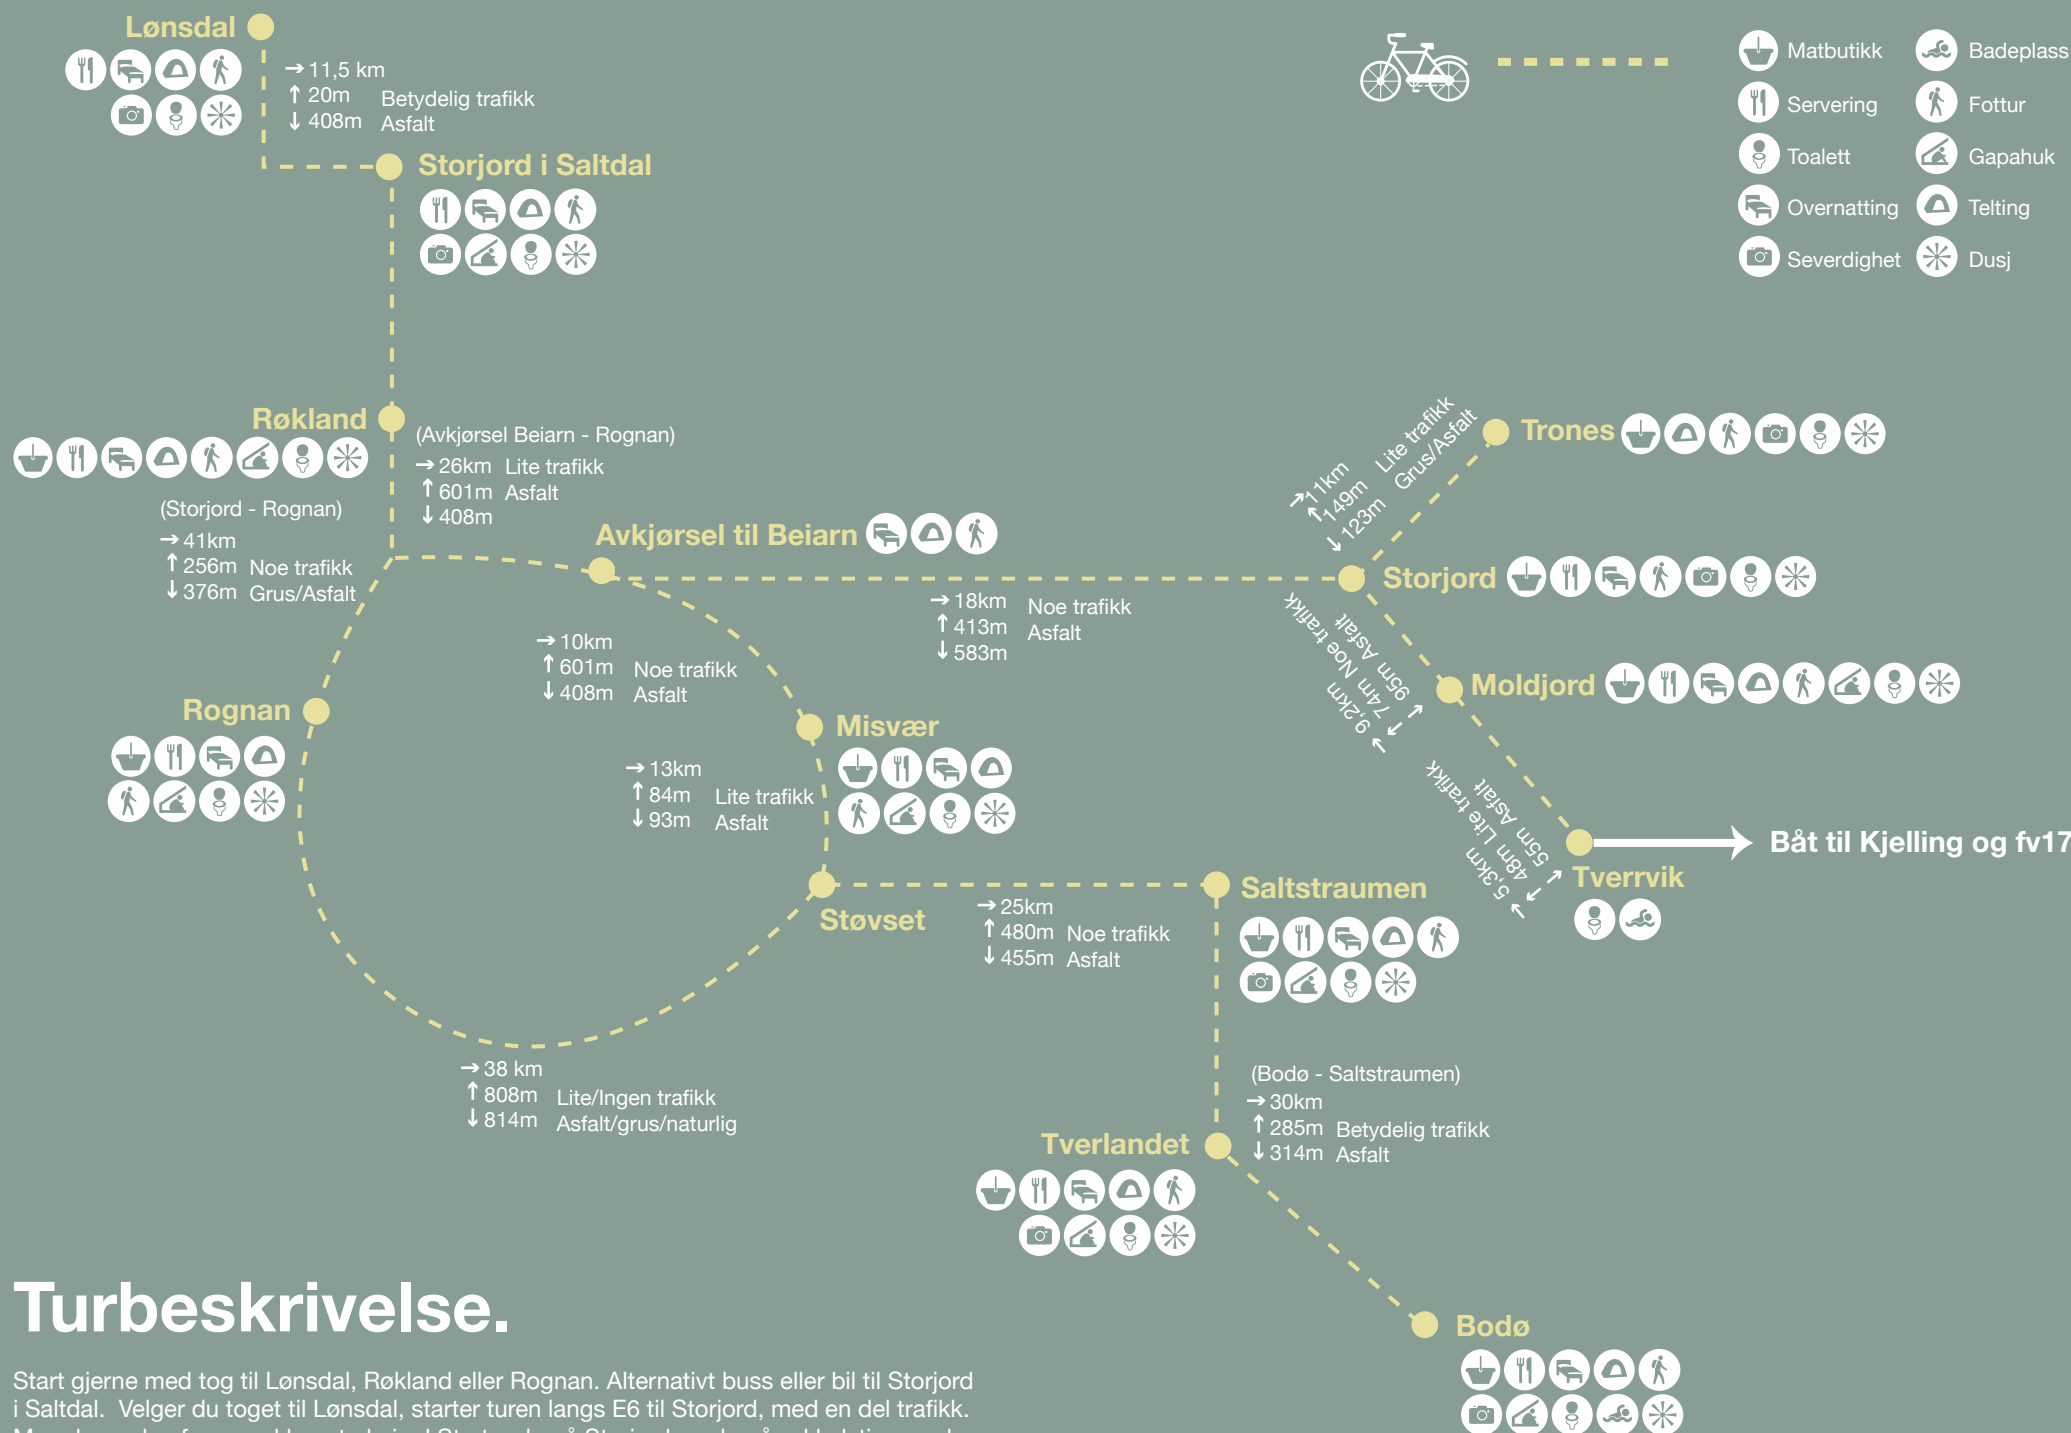 Lønsdal
→ 11,5 km
↑ 20m Betydelig trafikk
↓ 408m Asfalt
Matbutikk
Badeplass
Servering
Fottur
Toalett
Gapahuk
Overnatting
Telting
Severdighet
Dusj
Storjord i Saltdal
Røkland
(Avkjørsel Beiarn - Rognan)
→ 26km Lite trafikk
↑ 601m Asfalt
↓ 408m
(Storjord - Rognan)
→ 41km
↑ 256m Noe trafikk
↓ 376m Grus/Asfalt
Avkjørsel til Beiarn
→ 18km Noe trafikk
↑ 413m Asfalt
↓ 583m
Trones
→ 11km
↑ 149m Lite trafikk
↓ 123m Grus/Asfalt
Storjord
95m Asfalt
74m Noe trafikk
9,2km
Moldjord
55m Asfalt
48m Lite trafikk
5,3km
Tverrvik
Båt til Kjelling og fv17
→ 10km
↑ 601m Noe trafikk
↓ 408m Asfalt
Rognan
Misvær
→ 13km
↑ 84m Lite trafikk
↓ 93m Asfalt
Støvset
→ 25km
↑ 480m Noe trafikk
↓ 455m Asfalt
Saltstraumen
→ 38 km
↑ 808m Lite/Ingen trafikk
↓ 814m Asfalt/grus/naturlig
(Bodø - Saltstraumen)
→ 30km
↑ 285m Betydelig trafikk
↓ 314m Asfalt
Tverlandet
Bodø
Turbeskrivelse.
Start gjerne med tog til Lønsdal, Røkland eller Rognan. Alternativt buss eller bil til Storjord
i Saltdal. Velger du toget til Lønsdal, starter turen langs E6 til Storjord, med en del trafikk.